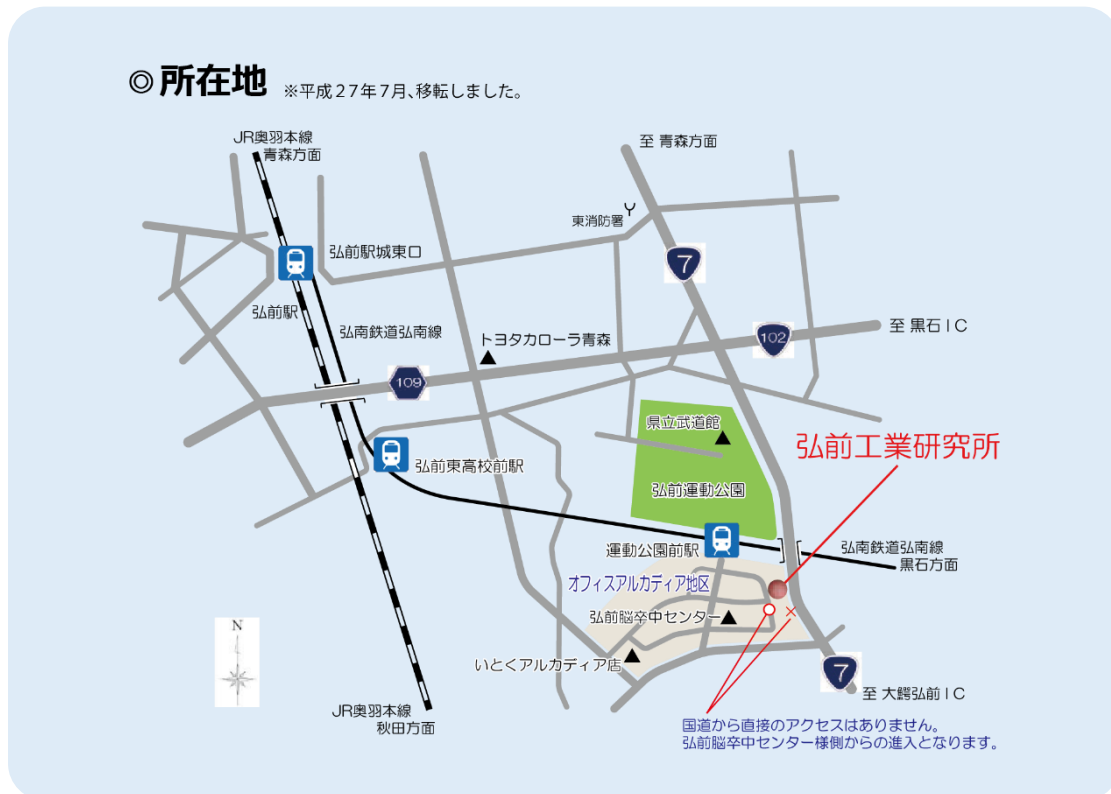 ◎所在地 ※平成27年7月、移転しました。
JR奥羽本線
青森方面
至 青森方面
東消防署
7
弘前駅城東口
弘前駅
弘南鉄道弘南線
トヨタカローラ青森
102
至 黒石IC
109
県立武道館
弘前工業研究所
弘前東高校前駅
弘前運動公園
運動公園前駅
弘南鉄道弘南線
黒石方面
オフィスアルカディア地区
弘前脳卒中センター
N
いとくアルカディア店
7
至 大鰐弘前IC
JR奥羽本線
秋田方面
国道から直接のアクセスはありません。
弘前脳卒中センター様側からの進入となります。